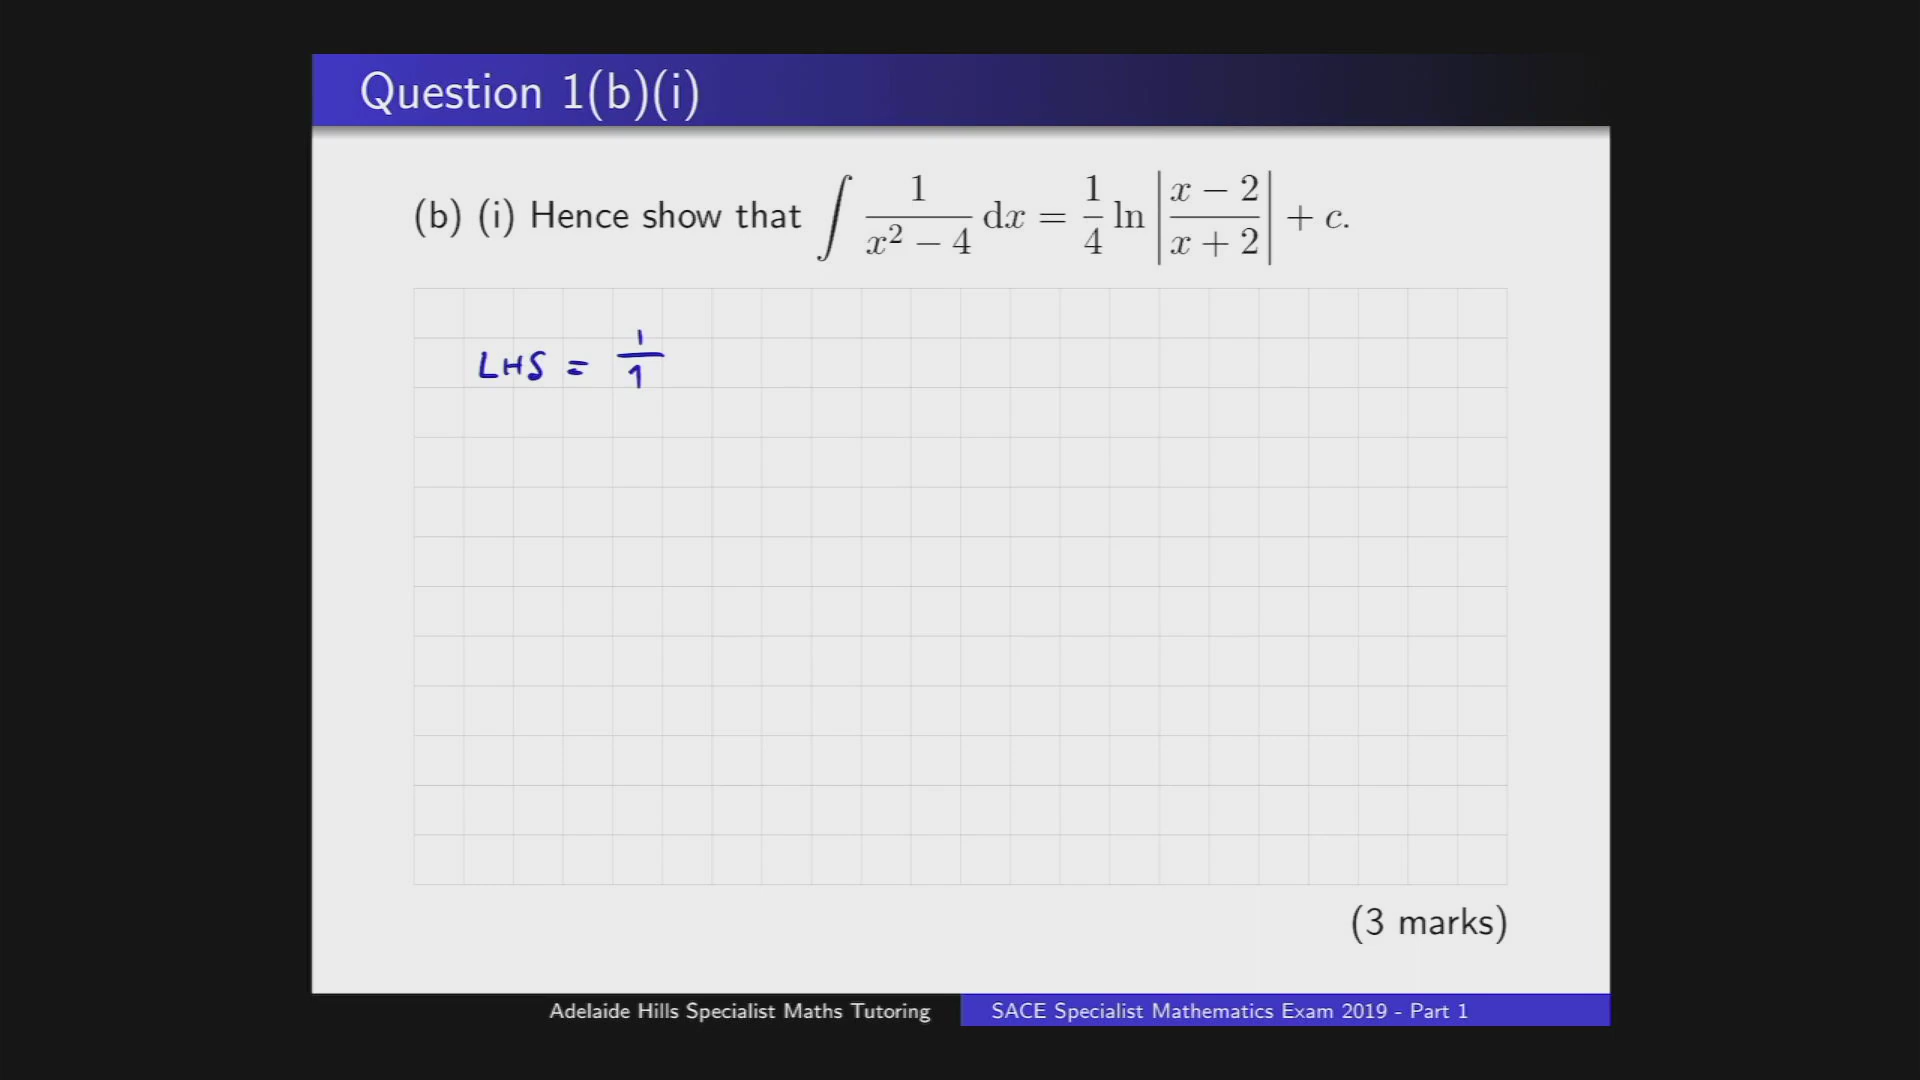 Question 1(b)(i)
(b) (i) Hence show that ∫ 1/(x² − 4) dx = 1/4 ln |(x − 2)/(x + 2)| + c.
LHS = 1/1
(3 marks)
Adelaide Hills Specialist Maths Tutoring
SACE Specialist Mathematics Exam 2019 - Part 1